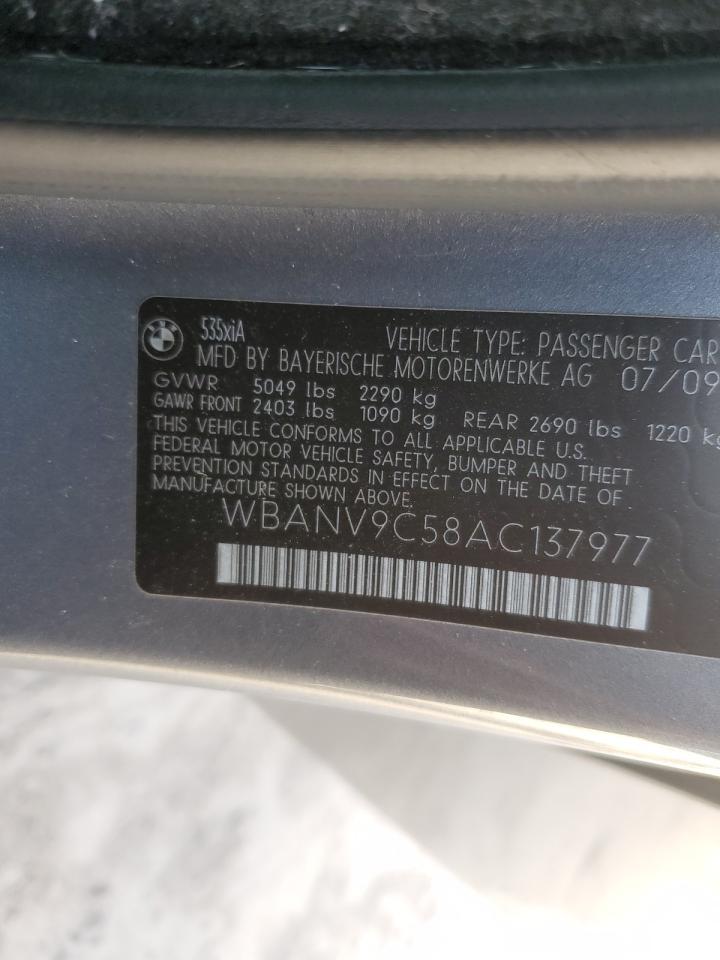 535xiA VEHICLE TYPE: PASSENGER CAR
MFD BY BAYERISCHE MOTORENWERKE AG 07/09
GVWR 5049 lbs 2290 kg
GAWR FRONT 2403 lbs 1090 kg REAR 2690 lbs 1220 kg
THIS VEHICLE CONFORMS TO ALL APPLICABLE U.S.
FEDERAL MOTOR VEHICLE SAFETY, BUMPER AND THEFT
PREVENTION STANDARDS IN EFFECT ON THE DATE OF
MANUFACTURE SHOWN ABOVE.
WBANV9C58AC137977